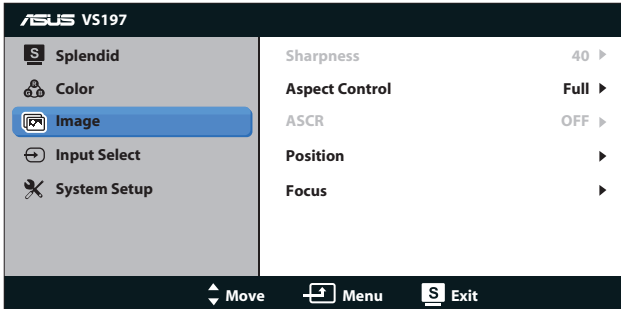 ASUS VS197
S Splendid
Color
Image
Input Select
System Setup
Sharpness 40
Aspect Control Full
ASCR OFF
Position
Focus
Move Menu S Exit